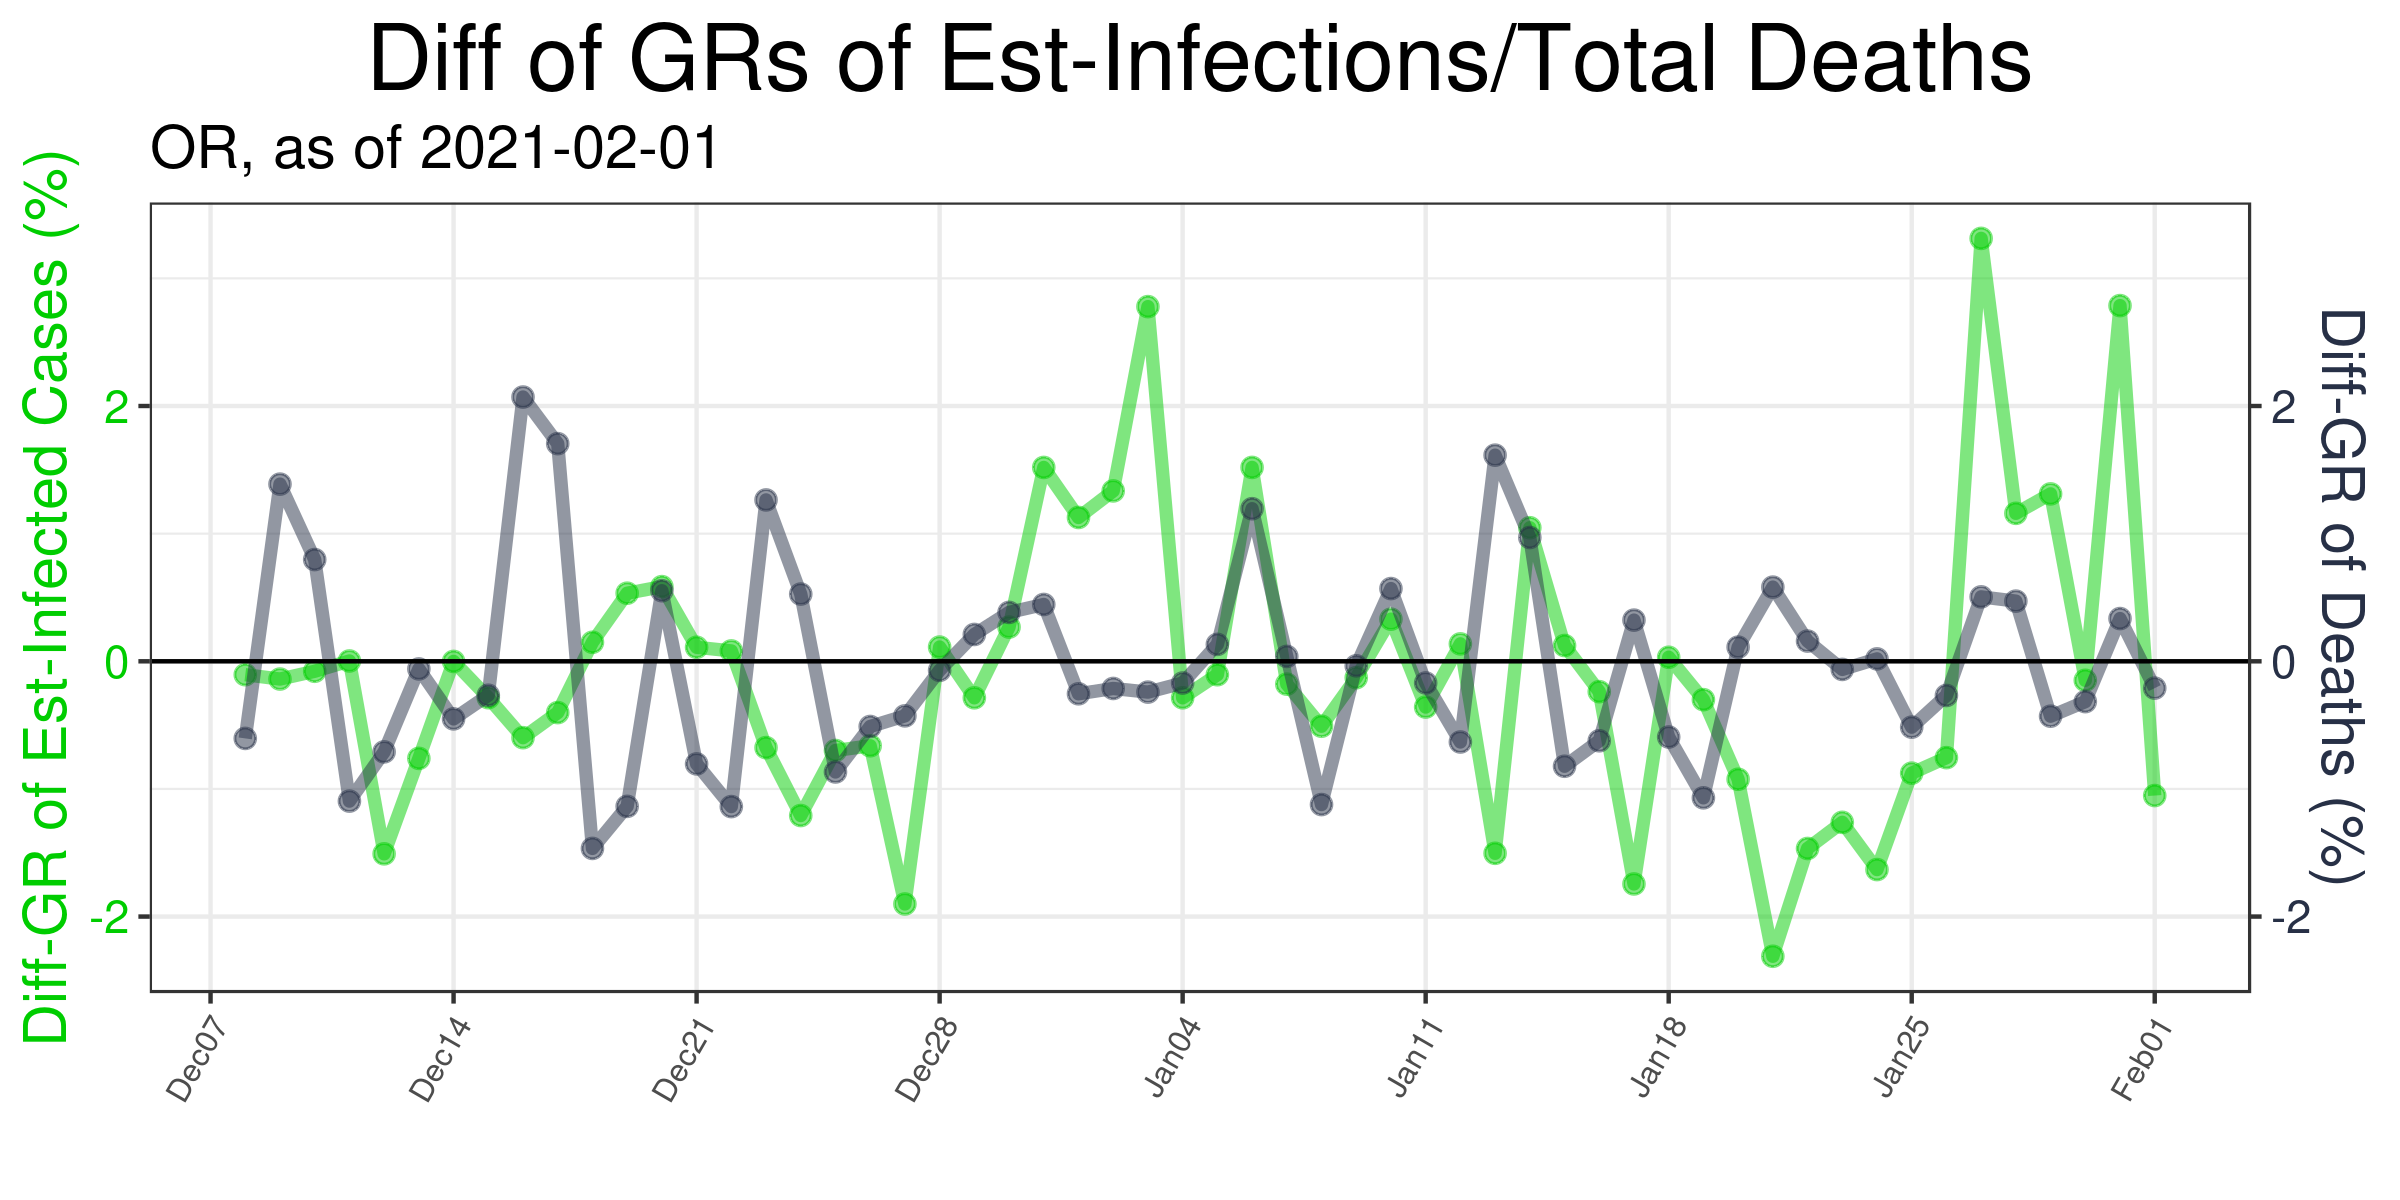 Diff of GRs of Est-Infections/Total Deaths
OR, as of 2021-02-01
Diff-GR of Est-Infected Cases (%)
2
0
-2
2
0
-2
Diff-GR of Deaths (%)
Dec07
Dec14
Dec21
Dec28
Jan04
Jan11
Jan18
Jan25
Feb01